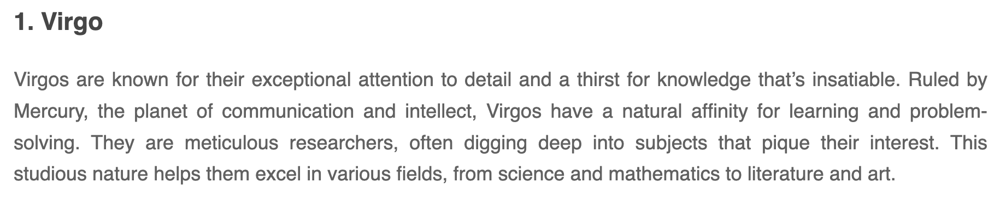 1. Virgo
Virgos are known for their exceptional attention to detail and a thirst for knowledge that’s insatiable. Ruled by
Mercury, the planet of communication and intellect, Virgos have a natural affinity for learning and problem-
solving. They are meticulous researchers, often digging deep into subjects that pique their interest. This
studious nature helps them excel in various fields, from science and mathematics to literature and art.